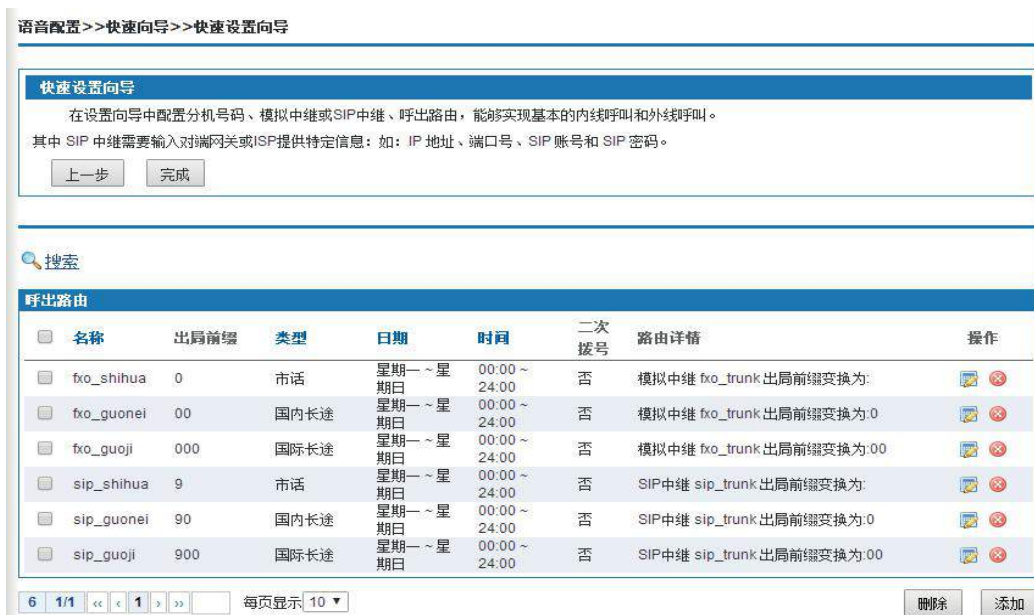 语音配置>>快速向导>>快速设置向导
快速设置向导
在设置向导中配置分机号码、模拟中继或SIP中继、呼出路由，能够实现基本的内线呼叫和外线呼叫。
其中 SIP 中继需要输入对端网关或ISP提供特定信息：如：IP 地址、端口号、SIP 账号和 SIP 密码。
上一步 完成
搜索
呼出路由
名称 出局前缀 类型 日期 时间 二次拨号 路由详情 操作
fxo_shihua 0 市话 星期一 ~ 星期日 00:00 ~ 24:00 否 模拟中继 fxo_trunk 出局前缀变换为:
fxo_guonei 00 国内长途 星期一 ~ 星期日 00:00 ~ 24:00 否 模拟中继 fxo_trunk 出局前缀变换为:0
fxo_guoji 000 国际长途 星期一 ~ 星期日 00:00 ~ 24:00 否 模拟中继 fxo_trunk 出局前缀变换为:00
sip_shihua 9 市话 星期一 ~ 星期日 00:00 ~ 24:00 否 SIP中继 sip_trunk 出局前缀变换为:
sip_guonei 90 国内长途 星期一 ~ 星期日 00:00 ~ 24:00 否 SIP中继 sip_trunk 出局前缀变换为:0
sip_guoji 900 国际长途 星期一 ~ 星期日 00:00 ~ 24:00 否 SIP中继 sip_trunk 出局前缀变换为:00
6 1/1 << < 1 > >> 每页显示 10 删除 添加